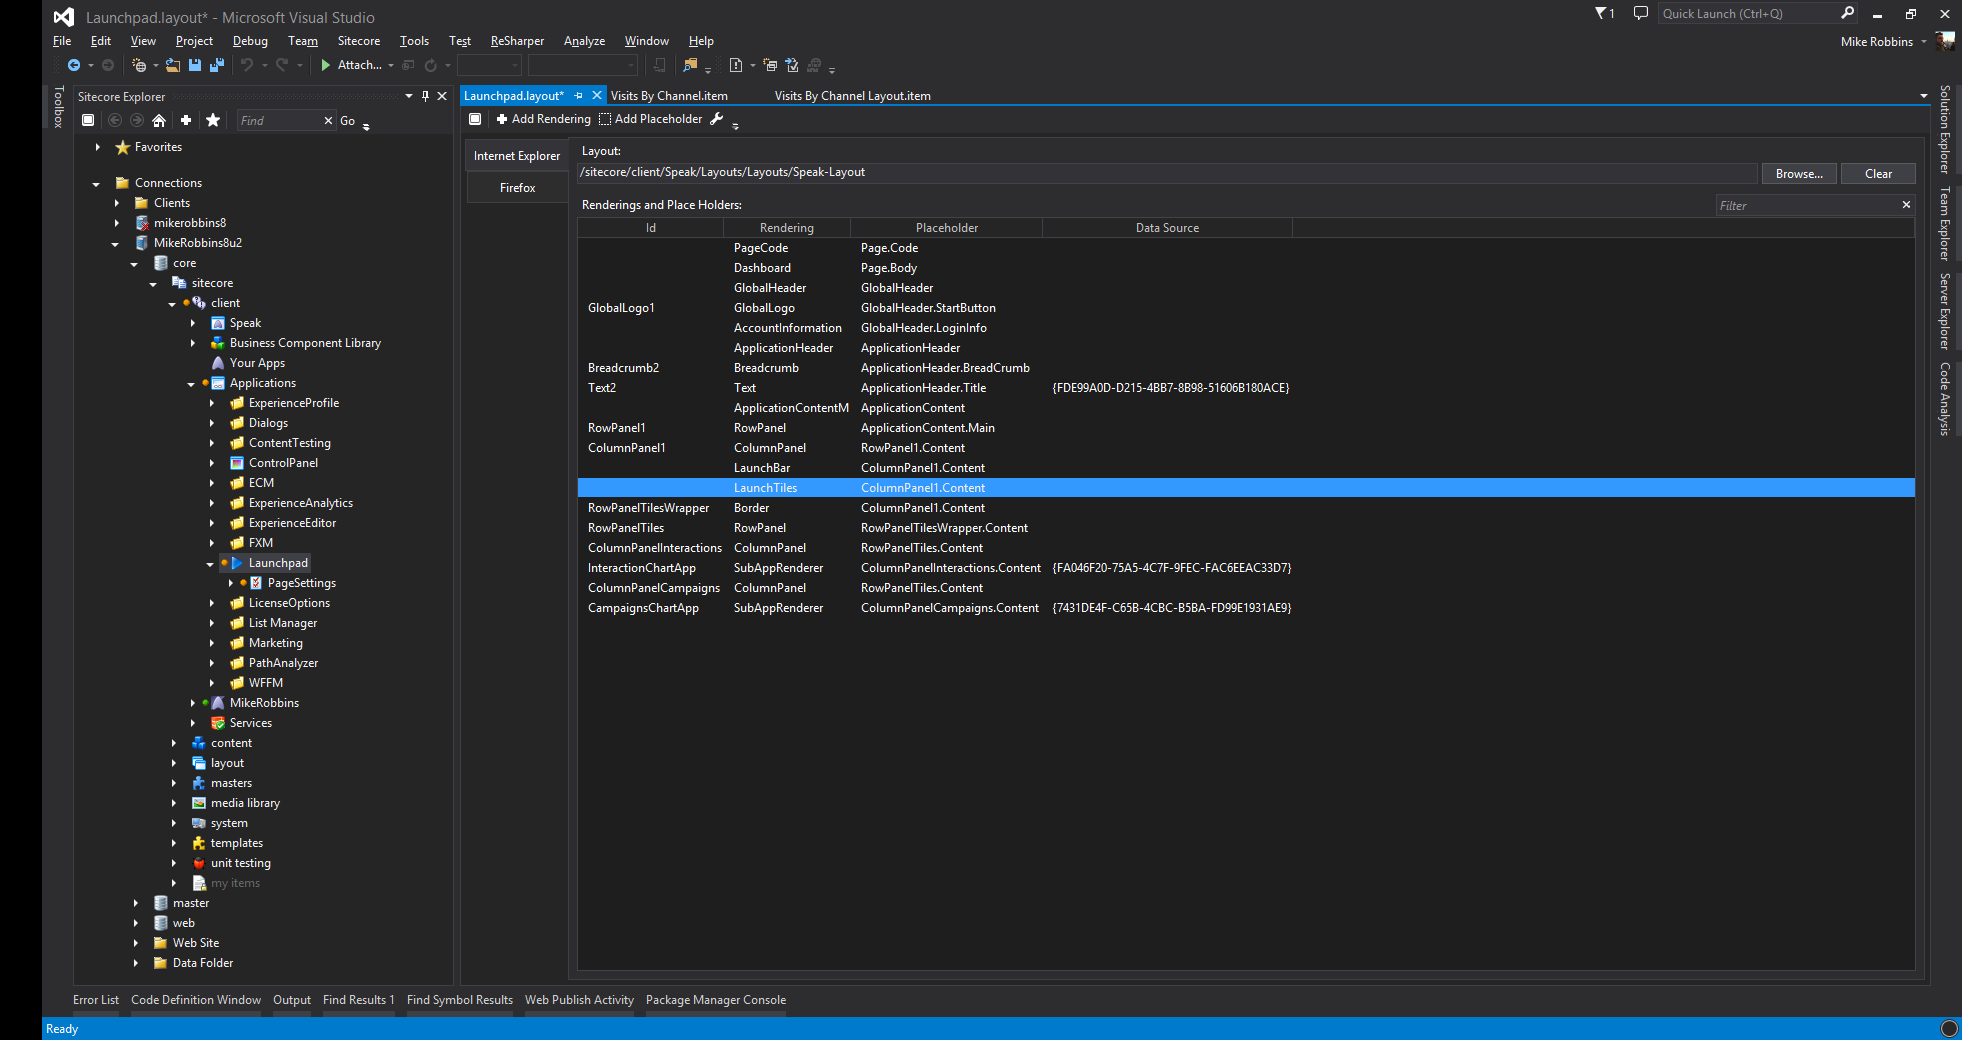 Launchpad.layout* - Microsoft Visual Studio
1
Quick Launch (Ctrl+Q)
File Edit View Project Debug Team Sitecore Tools Test ReSharper Analyze Window Help
Mike Robbins
Attach...
Toolbox
Sitecore Explorer
Find
Go
Favorites
Connections
Clients
mikerobbins8
MikeRobbins8u2
core
sitecore
client
Speak
Business Component Library
Your Apps
Applications
ExperienceProfile
Dialogs
ContentTesting
ControlPanel
ECM
ExperienceAnalytics
ExperienceEditor
FXM
Launchpad
PageSettings
LicenseOptions
List Manager
Marketing
PathAnalyzer
WFFM
MikeRobbins
Services
content
layout
masters
media library
system
templates
unit testing
my items
master
web
Web Site
Data Folder
Launchpad.layout* Visits By Channel.item Visits By Channel Layout.item
Add Rendering Add Placeholder
Internet Explorer
Firefox
Layout:
/sitecore/client/Speak/Layouts/Layouts/Speak-Layout
Browse... Clear
Renderings and Place Holders:
Filter
Id Rendering Placeholder Data Source
PageCode Page.Code
Dashboard Page.Body
GlobalHeader GlobalHeader
GlobalLogo1 GlobalLogo GlobalHeader.StartButton
AccountInformation GlobalHeader.LoginInfo
ApplicationHeader ApplicationHeader
Breadcrumb2 Breadcrumb ApplicationHeader.BreadCrumb
Text2 Text ApplicationHeader.Title {FDE99A0D-D215-4BB7-8B98-51606B180ACE}
ApplicationContentM ApplicationContent
RowPanel1 RowPanel ApplicationContent.Main
ColumnPanel1 ColumnPanel RowPanel1.Content
LaunchBar ColumnPanel1.Content
LaunchTiles ColumnPanel1.Content
RowPanelTilesWrapper Border ColumnPanel1.Content
RowPanelTiles RowPanel RowPanelTilesWrapper.Content
ColumnPanelInteractions ColumnPanel RowPanelTiles.Content
InteractionChartApp SubAppRenderer ColumnPanelInteractions.Content {FA046F20-75A5-4C7F-9FEC-FAC6EEAC33D7}
ColumnPanelCampaigns ColumnPanel RowPanelTiles.Content
CampaignsChartApp SubAppRenderer ColumnPanelCampaigns.Content {7431DE4F-C65B-4CBC-B5BA-FD99E1931AE9}
Solution Explorer
Team Explorer
Server Explorer
Code Analysis
Error List Code Definition Window Output Find Results 1 Find Symbol Results Web Publish Activity Package Manager Console
Ready